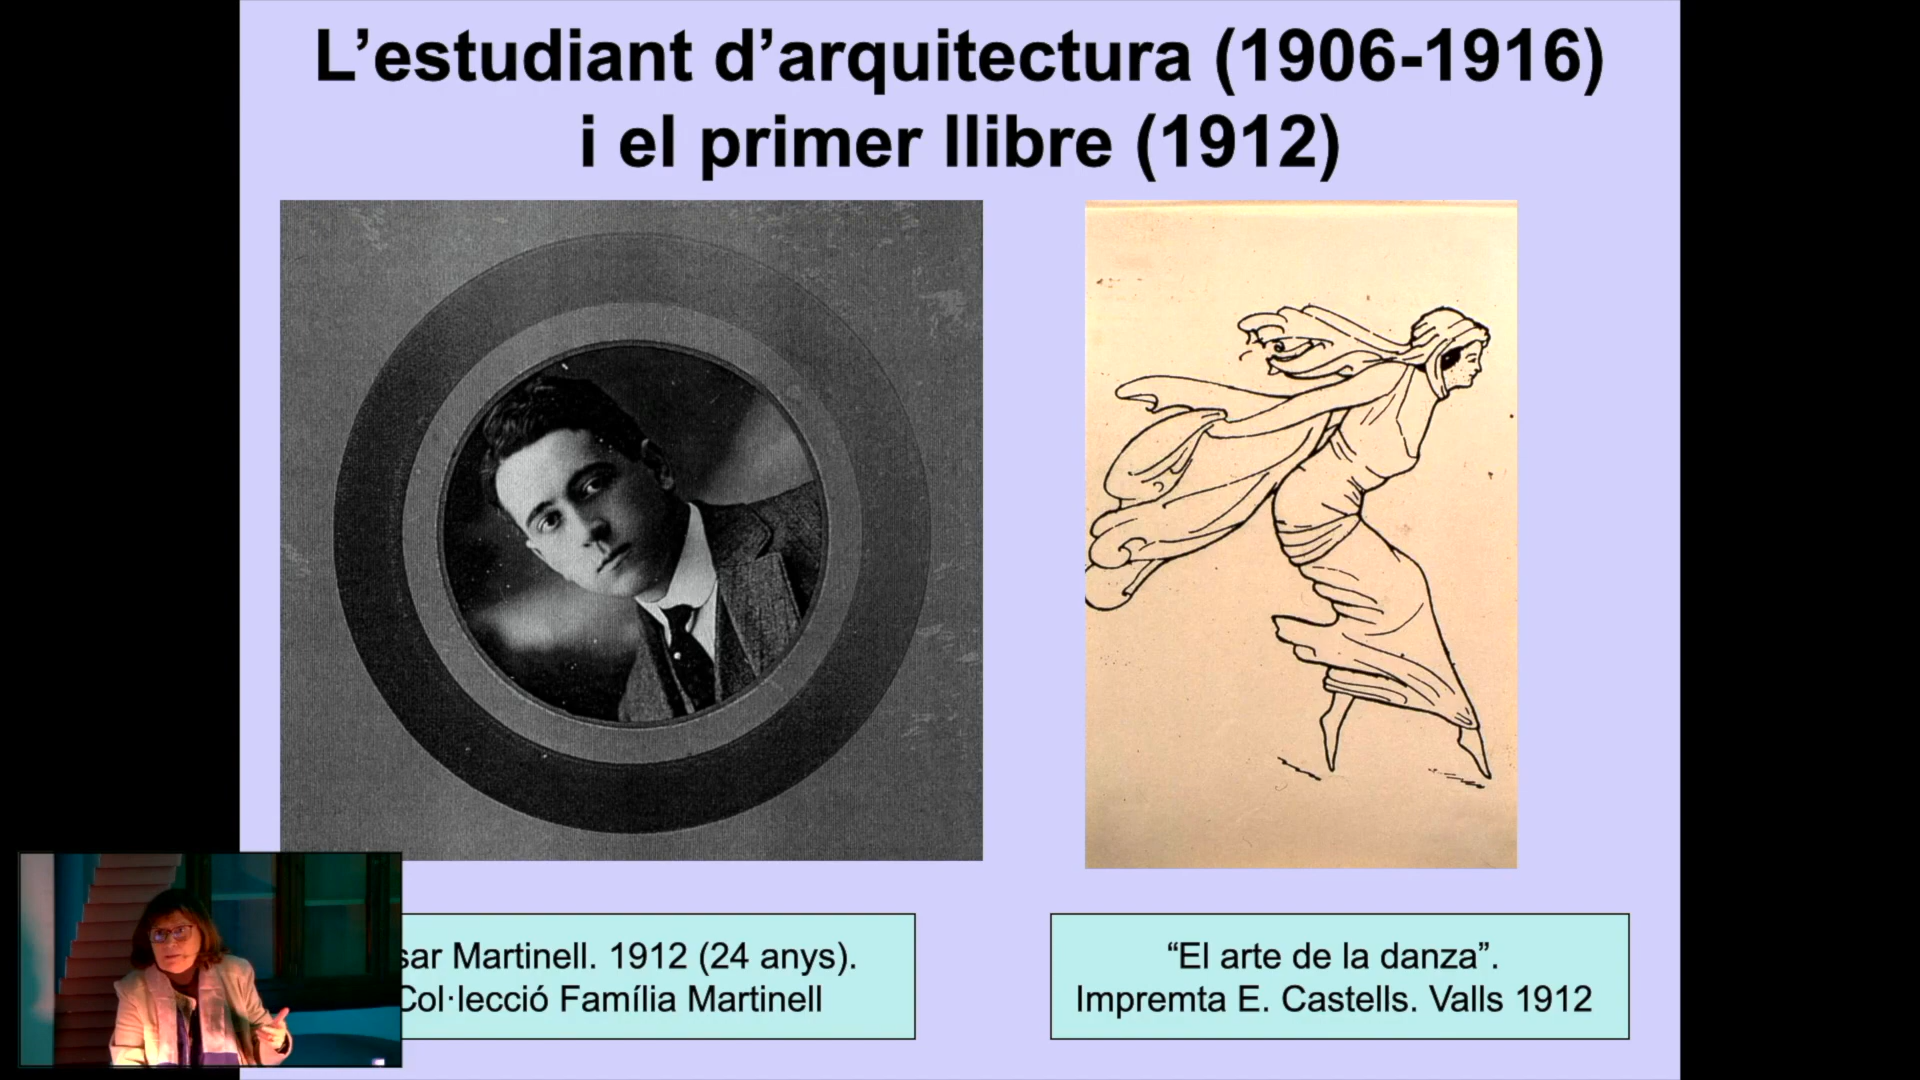 L’estudiant d’arquitectura (1906-1916)
i el primer llibre (1912)
sar Martinell. 1912 (24 anys).
Col·lecció Família Martinell
“El arte de la danza”.
Impremta E. Castells. Valls 1912